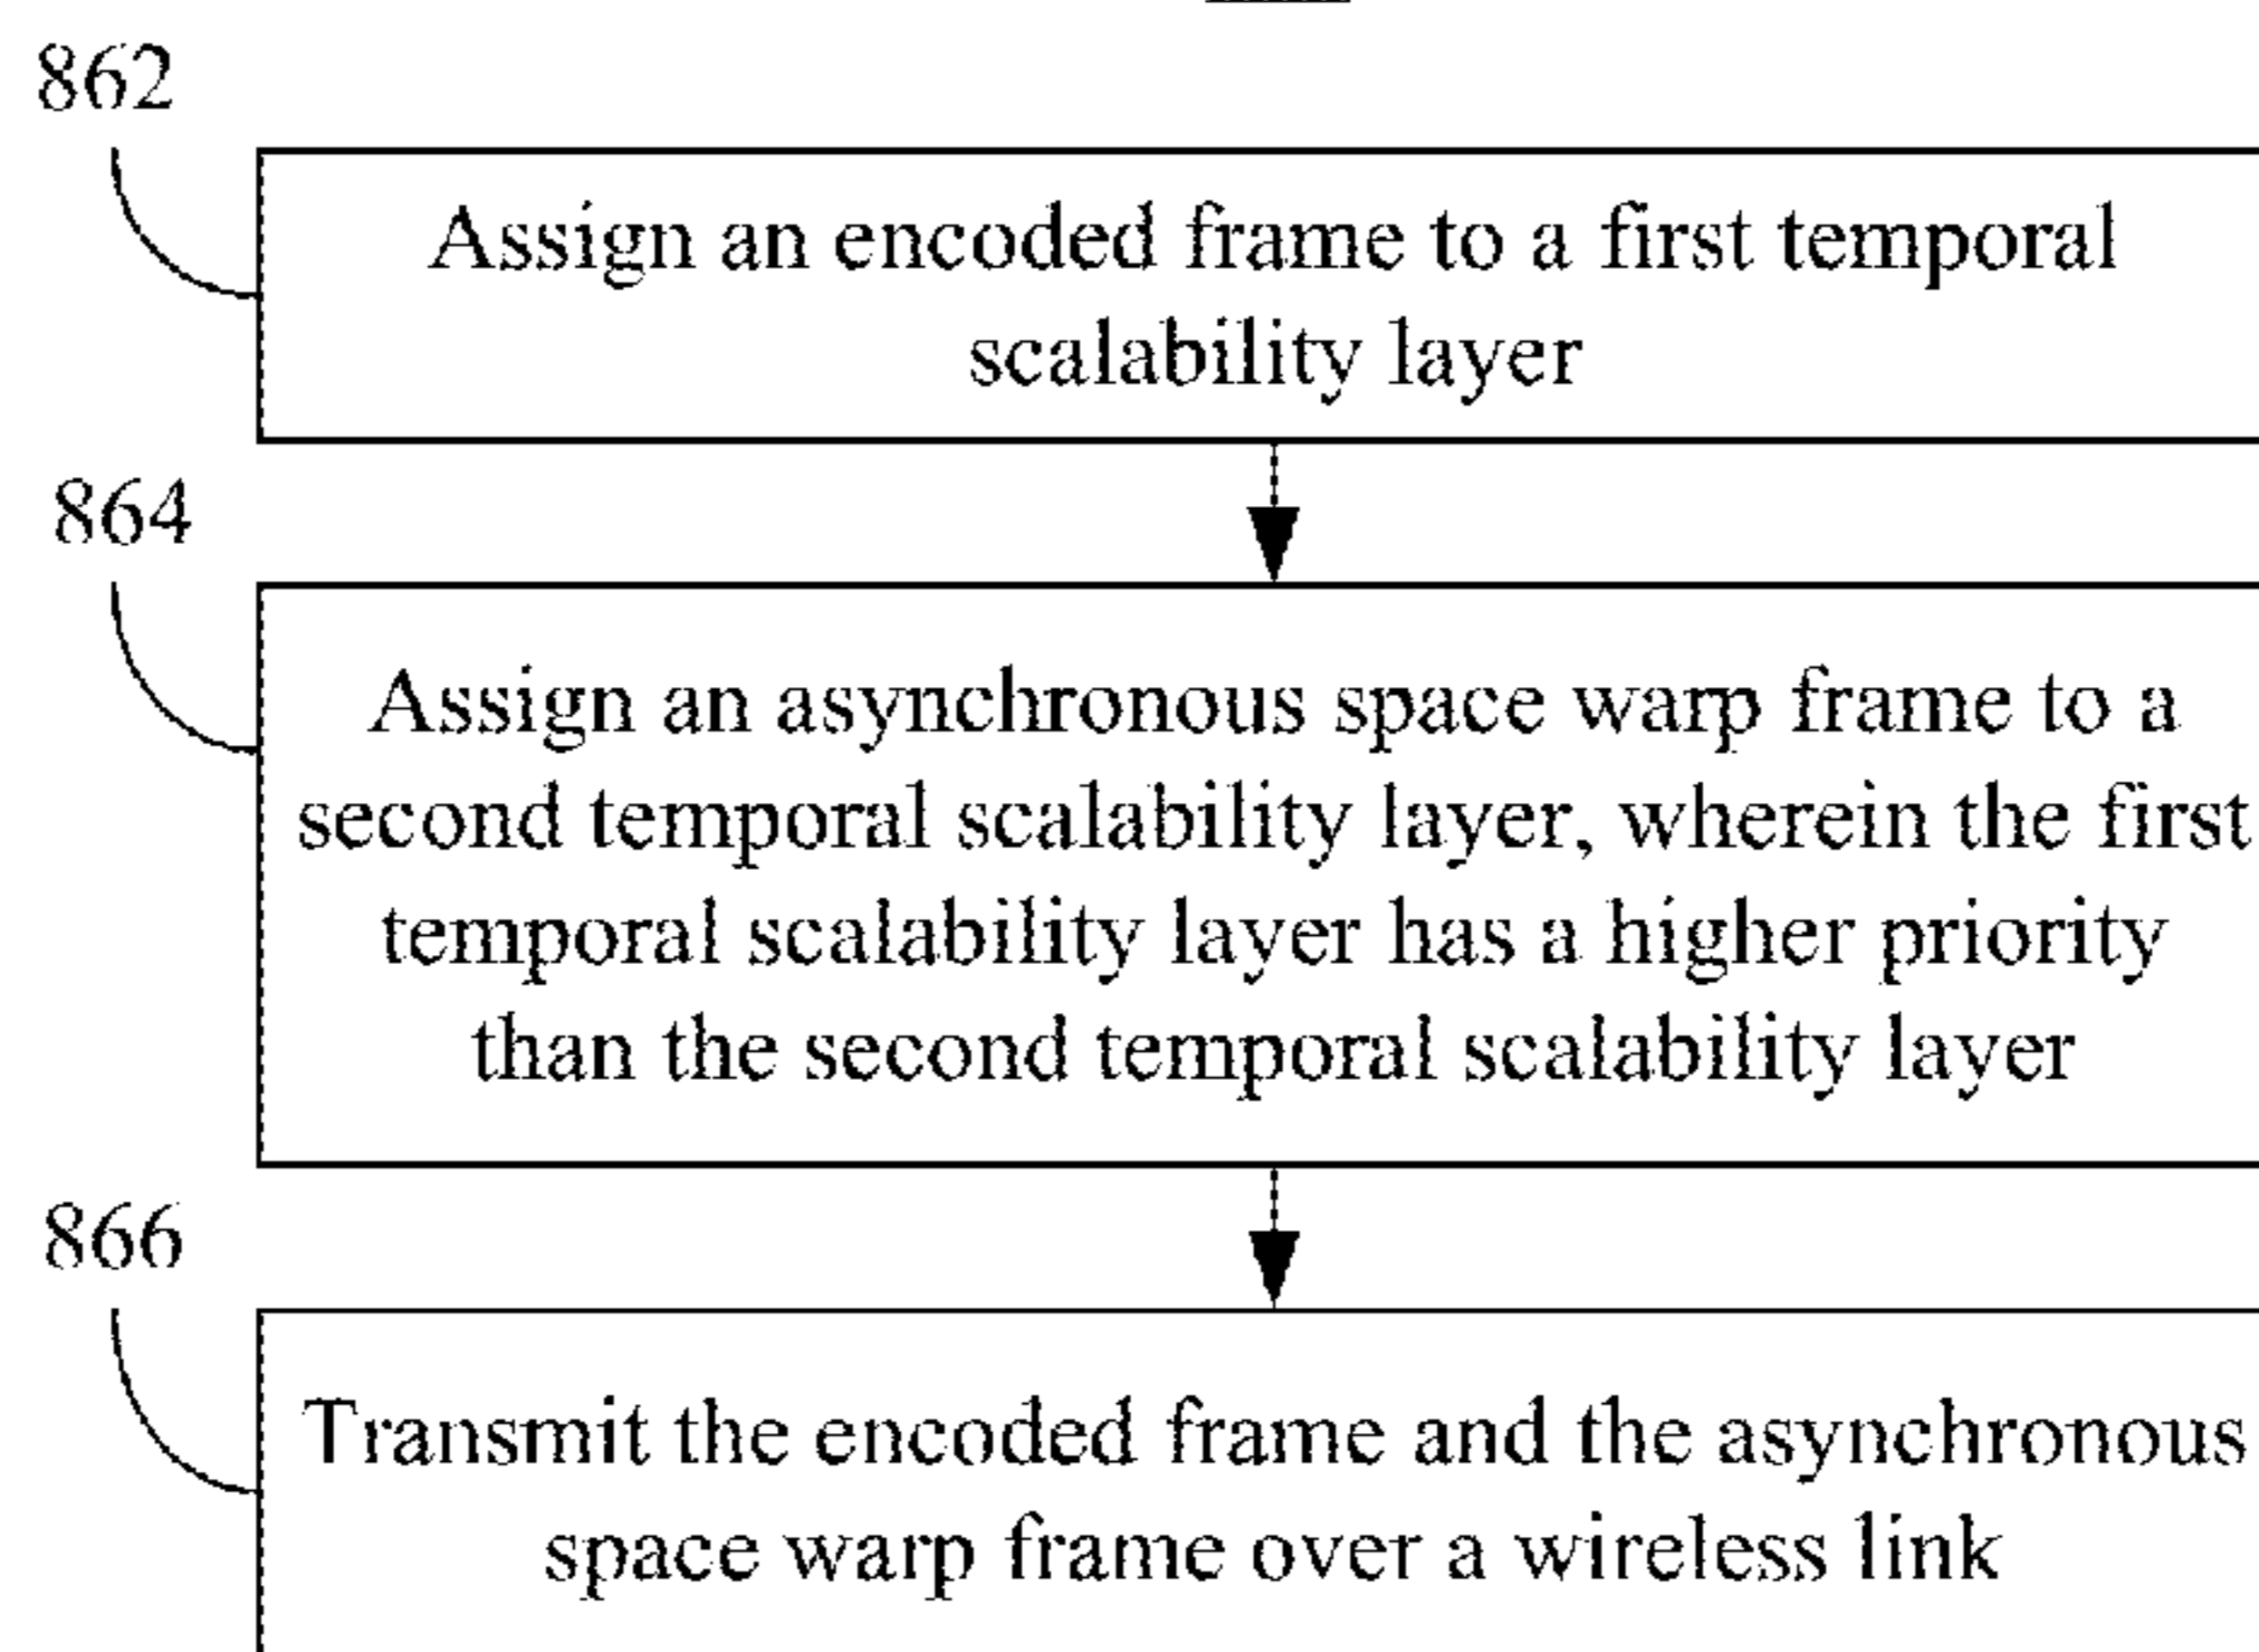 862
Assign an encoded frame to a first temporal
scalability layer
864
Assign an asynchronous space warp frame to a
second temporal scalability layer, wherein the first
temporal scalability layer has a higher priority
than the second temporal scalability layer
866
Transmit the encoded frame and the asynchronous
space warp frame over a wireless link